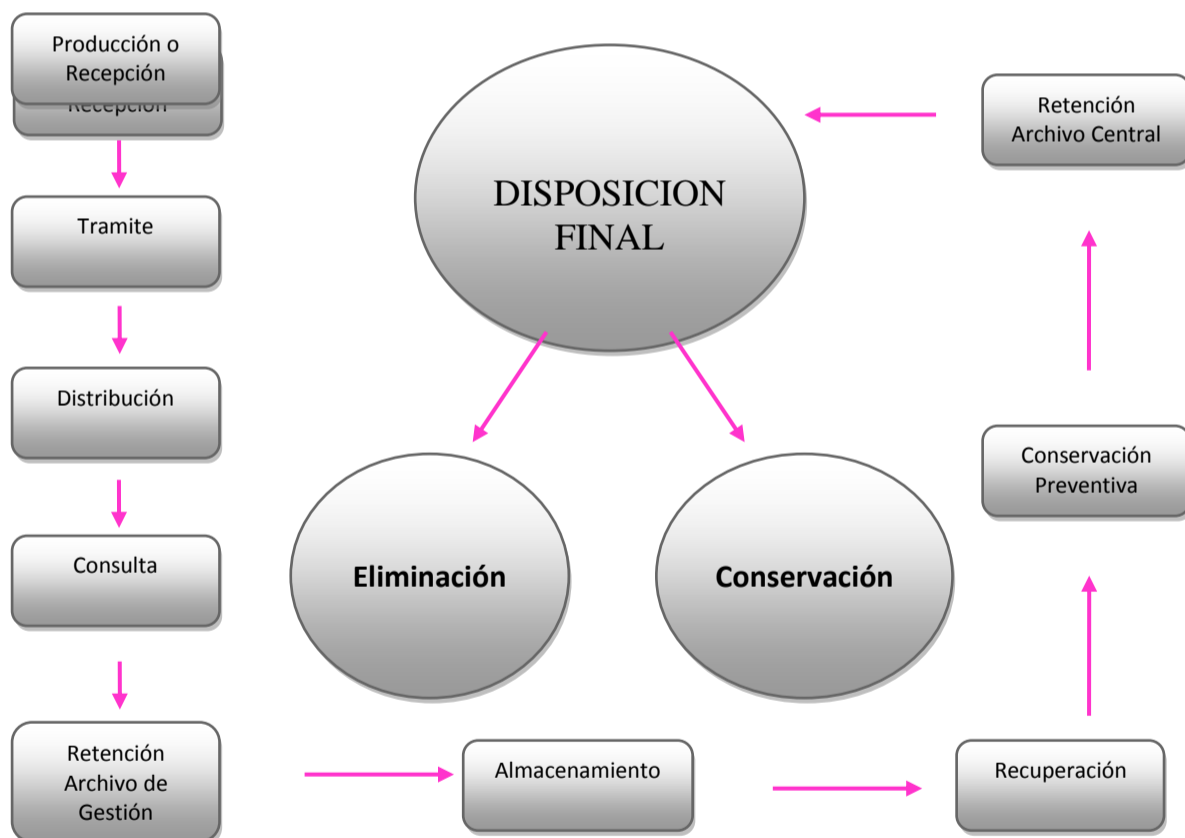 Producción o
Recepción
Recepción
Tramite
Distribución
Consulta
Retención
Archivo de
Gestión
Almacenamiento
Recuperación
Conservación
Preventiva
Retención
Archivo Central
DISPOSICION
FINAL
Eliminación
Conservación